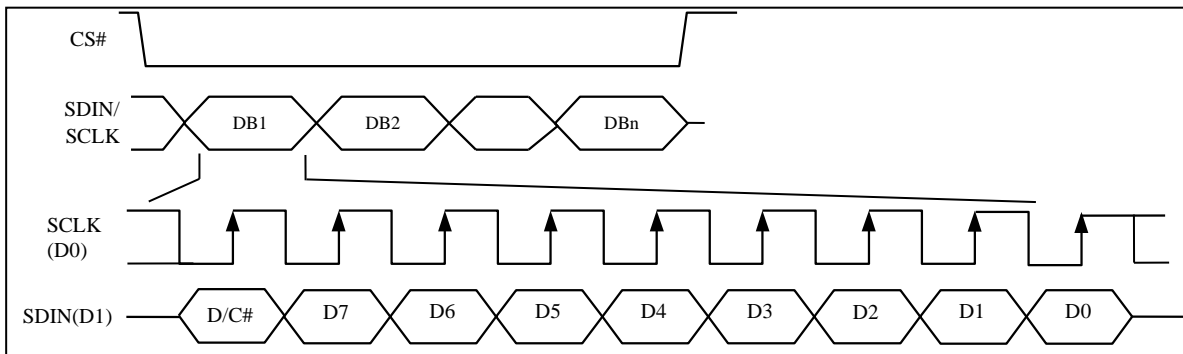 CS#
SDIN/
SCLK
DB1 DB2 DBn
SCLK
(D0)
SDIN(D1) D/C# D7 D6 D5 D4 D3 D2 D1 D0